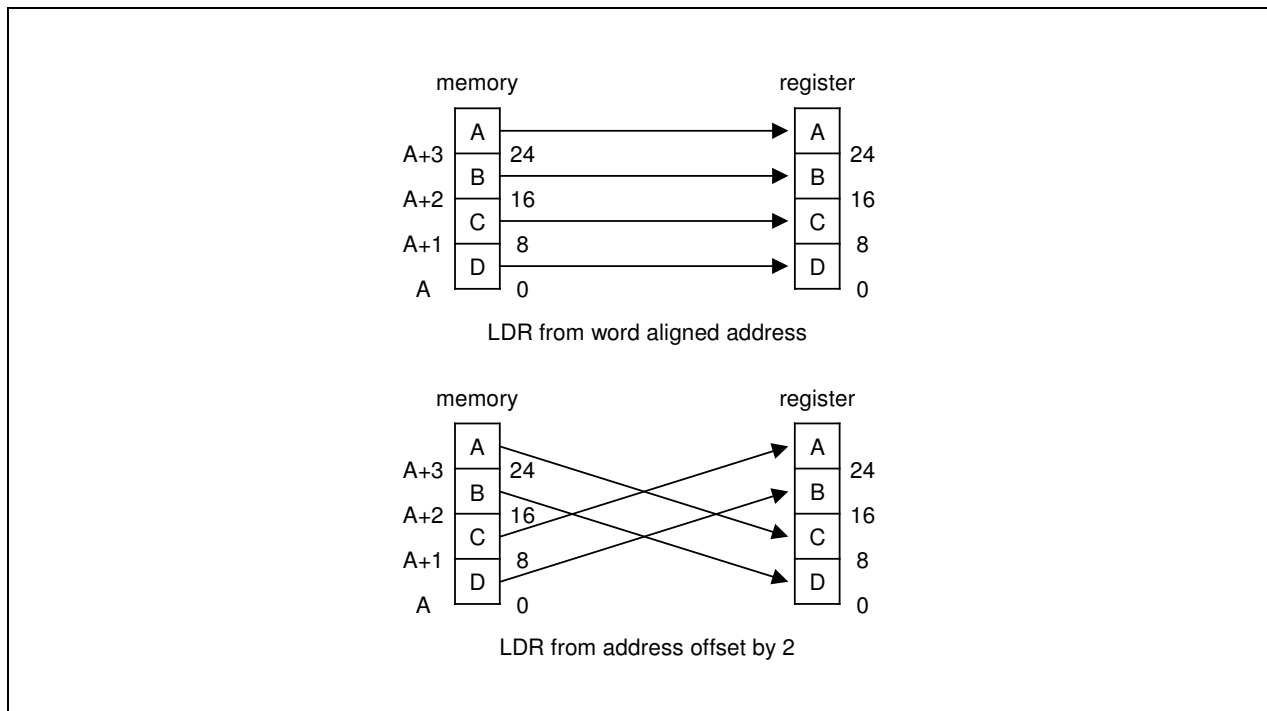 memory register
A A
A+3 24 24
B B
A+2 16 16
C C
A+1 8 8
D D
A 0 0
LDR from word aligned address
memory register
A A
A+3 24 24
B B
A+2 16 16
C C
A+1 8 8
D D
A 0 0
LDR from address offset by 2